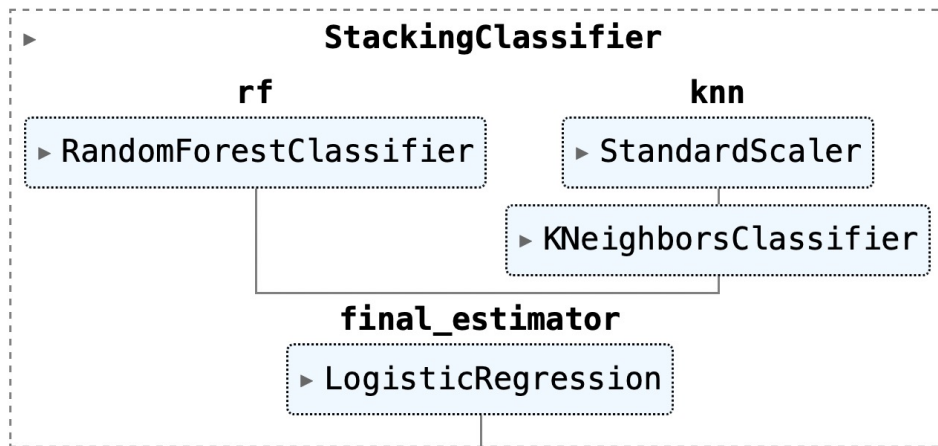 StackingClassifier
rf
knn
RandomForestClassifier
StandardScaler
KNeighborsClassifier
final_estimator
LogisticRegression